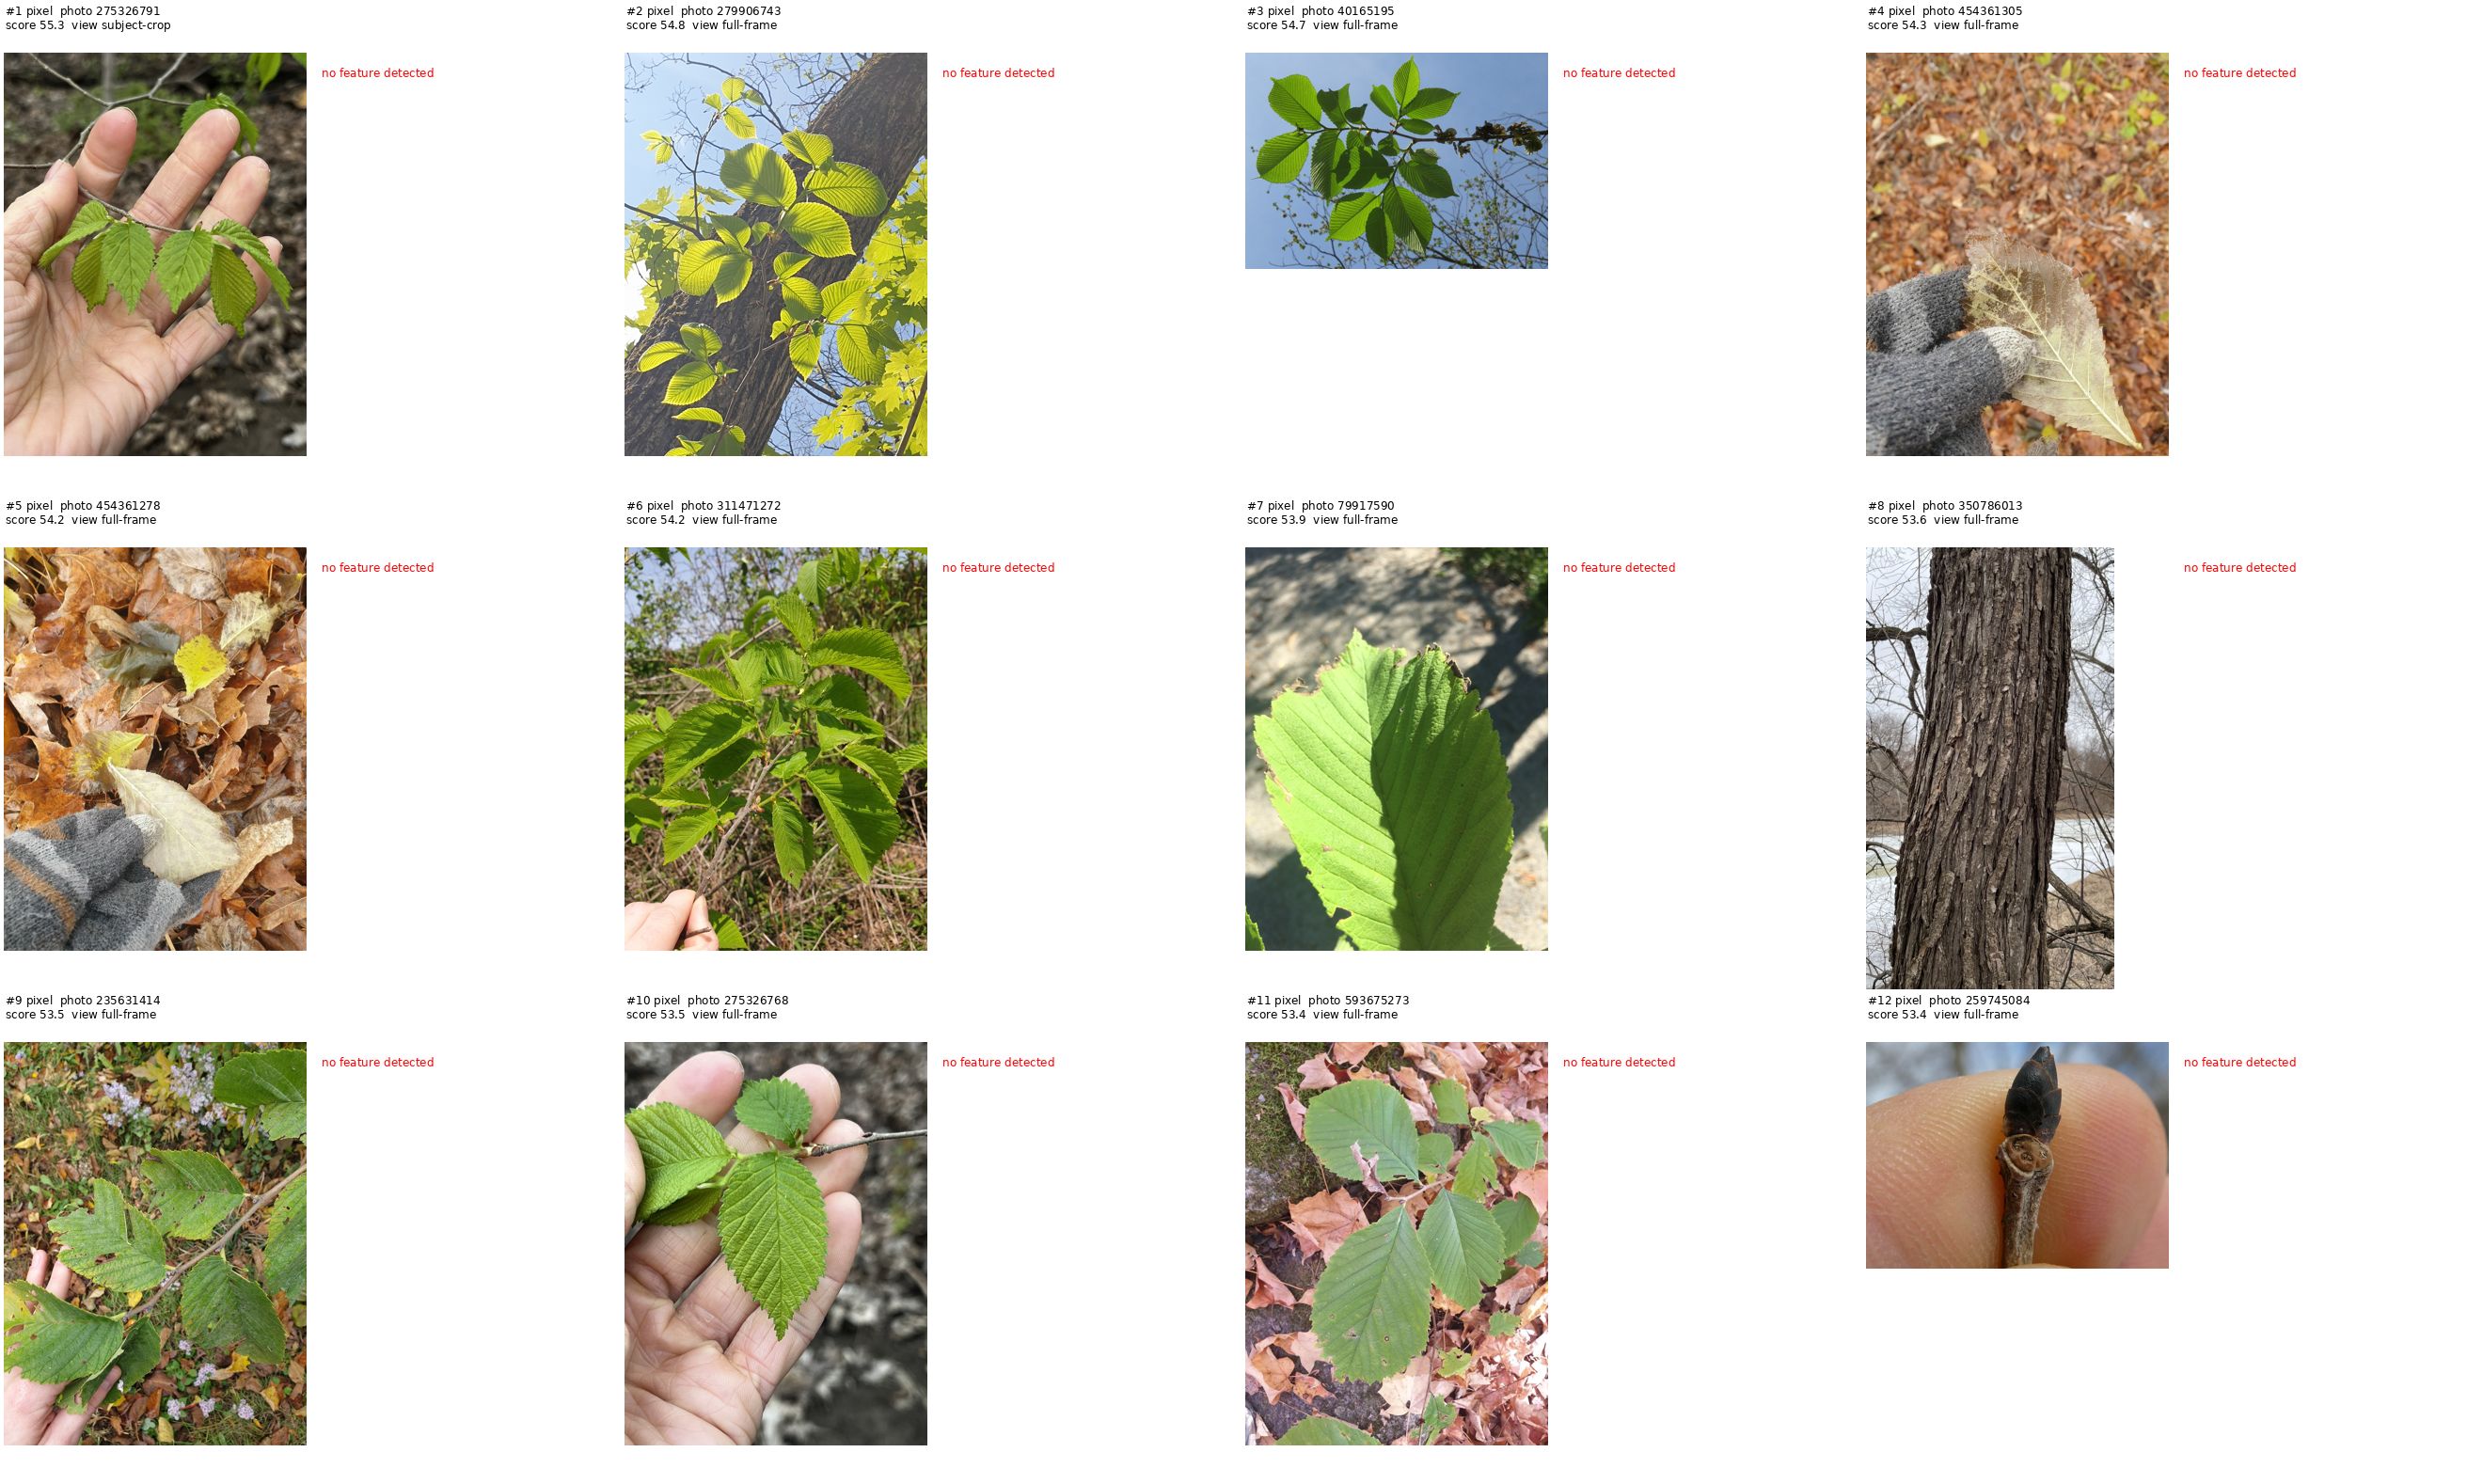 #1 pixel  photo 275326791
score 55.3  view subject-crop
no feature detected
#2 pixel  photo 279906743
score 54.8  view full-frame
no feature detected
#3 pixel  photo 40165195
score 54.7  view full-frame
no feature detected
#4 pixel  photo 454361305
score 54.3  view full-frame
no feature detected
#5 pixel  photo 454361278
score 54.2  view full-frame
no feature detected
#6 pixel  photo 311471272
score 54.2  view full-frame
no feature detected
#7 pixel  photo 79917590
score 53.9  view full-frame
no feature detected
#8 pixel  photo 350786013
score 53.6  view full-frame
no feature detected
#9 pixel  photo 235631414
score 53.5  view full-frame
no feature detected
#10 pixel  photo 275326768
score 53.5  view full-frame
no feature detected
#11 pixel  photo 593675273
score 53.4  view full-frame
no feature detected
#12 pixel  photo 259745084
score 53.4  view full-frame
no feature detected